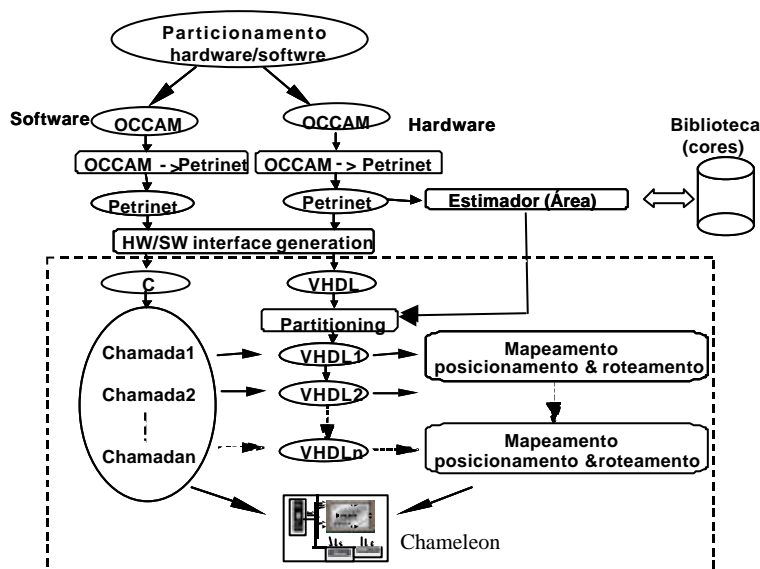 Particionamento
hardware/softwre
Software
OCCAM
OCCAM
Hardware
Biblioteca
(cores)
OCCAM ->Petrinet
OCCAM -> Petrinet
Petrinet
Petrinet
Estimador (Área)
HW/SW interface generation
C
VHDL
Partitioning
Chamada1
VHDL1
Mapeamento
posicionamento & roteamento
Chamada2
VHDL2
Chamadan
VHDLn
Mapeamento
posicionamento &roteamento
Chameleon